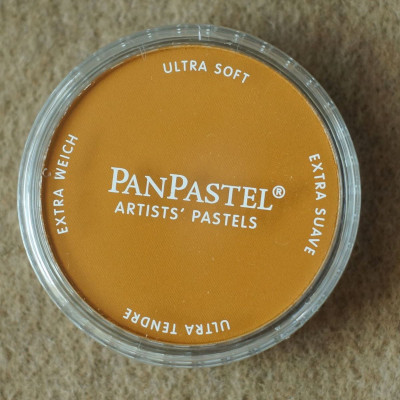 ULTRA SOFT
EXTRA WEICH
PANPASTEL®
ARTISTS' PASTELS
EXTRA SUAVE
ULTRA TENDRE